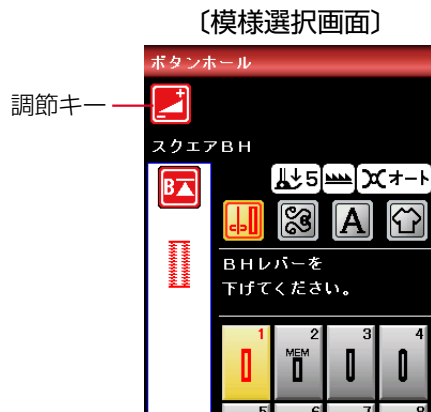 〔模様選択画面〕
ボタンホール
調節キー
+
−
スクエアBH
B
5
オート
A
BHレバーを
下げてください。
1 2 3 4
MEM
5 6 7 8